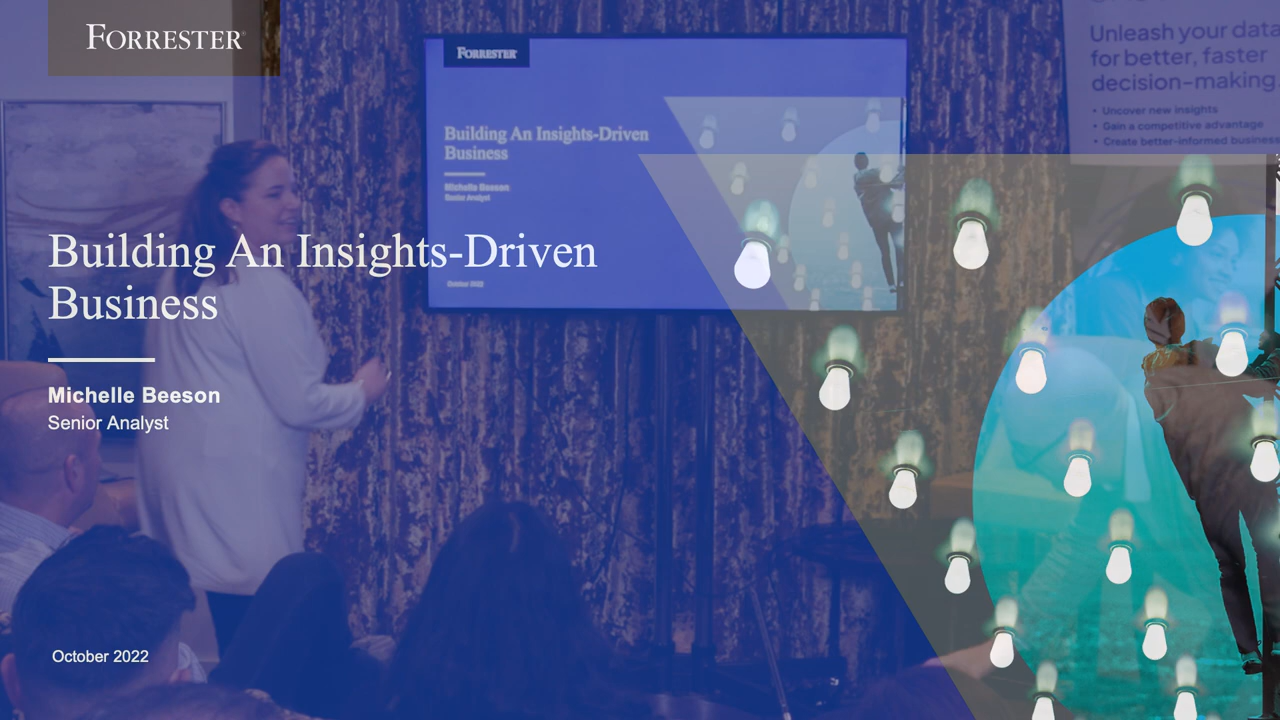 FORRESTER
Building An Insights-Driven
Business
Michelle Beeson
Senior Analyst
October 2022
FORRESTER
Building An Insights-Driven
Business
Michelle Beeson
Senior Analyst
October 2022
Unleash your data
for better, faster
decision-making
• Uncover new insights
• Gain a competitive advantage
• Create better-informed business